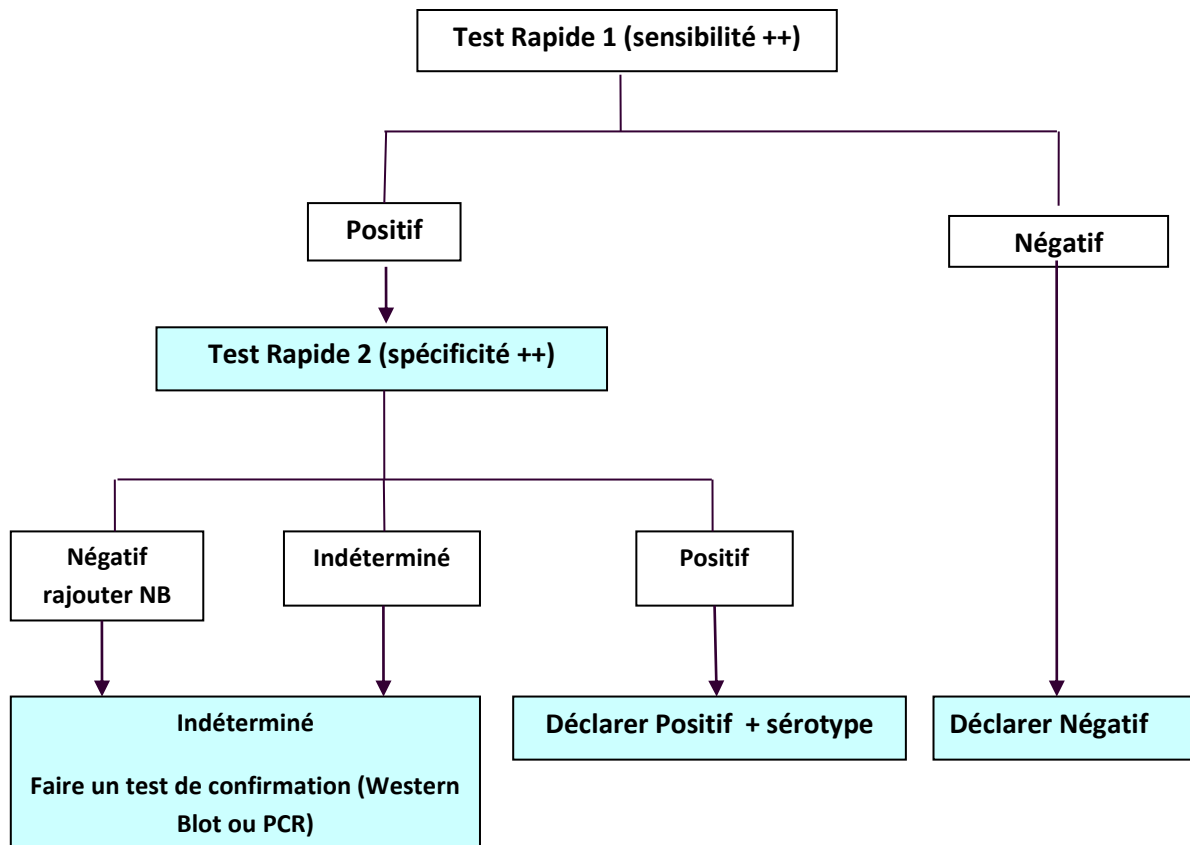 Test Rapide 1 (sensibilité ++)
Positif
Négatif
Test Rapide 2 (spécificité ++)
Négatif
rajouter NB
Indéterminé
Positif
Indéterminé
Faire un test de confirmation (Western
Blot ou PCR)
Déclarer Positif + sérotype
Déclarer Négatif